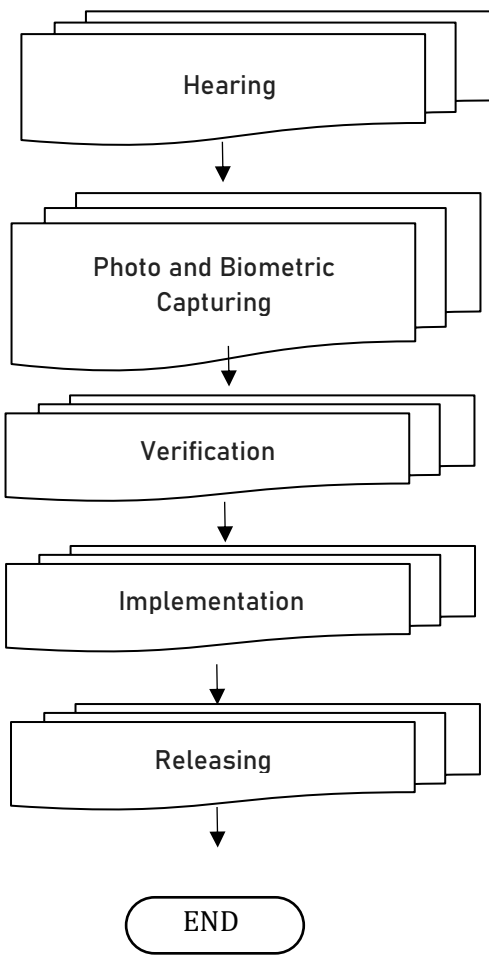 Hearing
Photo and Biometric
Capturing
Verification
Implementation
Releasing
END